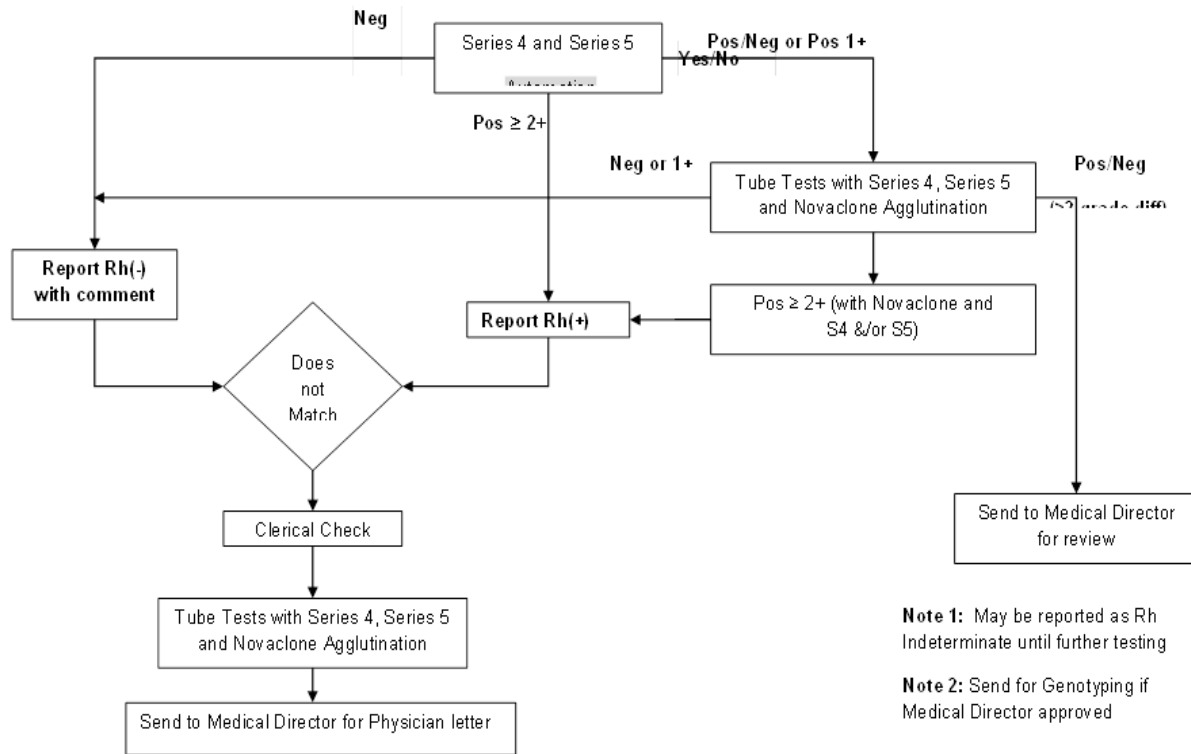 Neg
Series 4 and Series 5
Pos/Neg or Pos 1+
Yes/No
Pos ≥ 2+
Neg or 1+
Tube Tests with Series 4, Series 5
and Novaclone Agglutination
Pos/Neg
Report Rh(-)
with comment
Report Rh(+)
Pos ≥ 2+ (with Novaclone and
S4 &/or S5)
Does
not
Match
Clerical Check
Send to Medical Director
for review
Tube Tests with Series 4, Series 5
and Novaclone Agglutination
Send to Medical Director for Physician letter
Note 1: May be reported as Rh
Indeterminate until further testing
Note 2: Send for Genotyping if
Medical Director approved